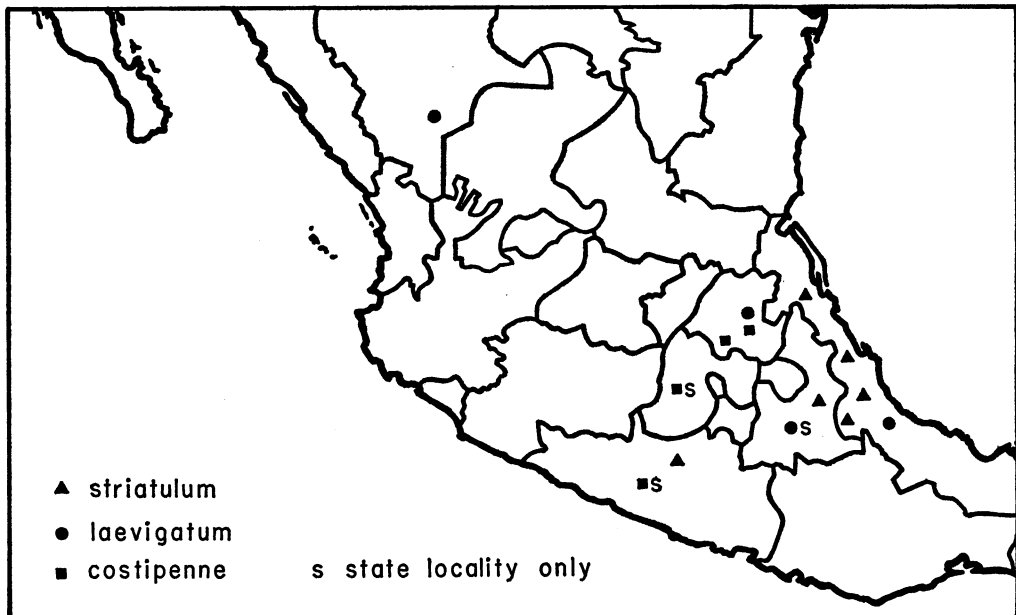 s
s
s
striatulum
laevigatum
costipenne s state locality only